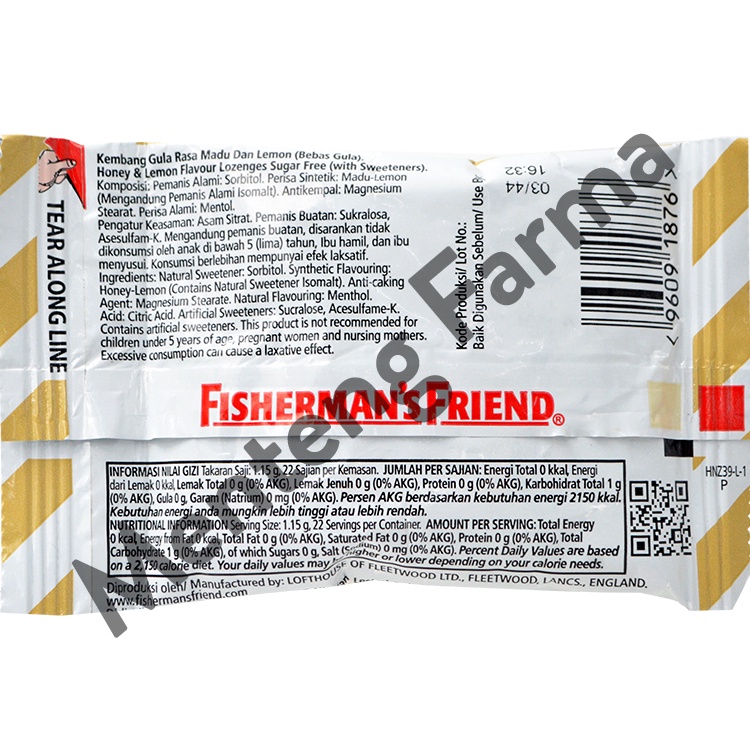 TEAR ALONG LINE
Kembang Gula Rasa Madu Dan Lemon (Bebas Gula).
Honey & Lemon Flavour Lozenges Sugar Free (with Sweeteners).
Komposisi: Pemanis Alami: Sorbitol. Perisa Sintetik: Madu-Lemon
(Mengandung Pemanis Alami Isomalt). Antikempal: Magnesium
Stearat. Perisa Alami: Mentol.
Pengatur Keasaman: Asam Sitrat. Pemanis Buatan: Sukralosa,
Asesulfam-K. Mengandung pemanis buatan, disarankan tidak
dikonsumsi oleh anak di bawah 5 (lima) tahun, Ibu hamil, dan ibu
menyusui. Konsumsi berlebihan mempunyai efek laksatif.
Ingredients: Natural Sweetener: Sorbitol. Synthetic Flavouring:
Honey-Lemon (Contains Natural Sweetener Isomalt). Anti-caking
Agent: Magnesium Stearate. Natural Flavouring: Menthol.
Acid: Citric Acid. Artificial Sweeteners: Sucralose, Acesulfame-K.
Contains artificial sweeteners. This product is not recommended for
children under 5 years of age, pregnant women and nursing mothers.
Excessive consumption can cause a laxative effect.
Kode Produksi/ Lot No.:
Baik Digunakan Sebelum/ Use
03/44
16:32
<96091876>
FISHERMAN'S FRIEND®
INFORMASI NILAI GIZI Takaran Saji: 1.15 g, 22 Sajian per Kemasan. JUMLAH PER SAJIAN: Energi Total 0 kkal, Energi
dari Lemak 0 kkal, Lemak Total 0 g (0% AKG), Lemak Jenuh 0 g (0% AKG), Protein 0 g (0% AKG), Karbohidrat Total 1 g
(0% AKG), Gula 0 g, Garam (Natrium) 0 mg (0% AKG). Persen AKG berdasarkan kebutuhan energi 2150 kkal.
Kebutuhan energi anda mungkin lebih tinggi atau lebih rendah.
NUTRITIONAL INFORMATION Serving Size: 1.15 g, 22 Servings per Container. AMOUNT PER SERVING: Total Energy
0 kcal, Energy from Fat 0 kcal, Total Fat 0 g (0% AKG), Saturated Fat 0 g (0% AKG), Protein 0 g (0% AKG), Total
Carbohydrate 1 g (0% AKG), of which Sugars 0 g, Salt (Sodium) 0 mg (0% AKG). Percent Daily Values are based
on a 2,150 calorie diet. Your daily values may be higher or lower depending on your calorie needs.
HNZ39-L-1
P
Diproduksi oleh/ Manufactured by: LOFTHOUSE OF FLEETWOOD LTD., FLEETWOOD, LANCS., ENGLAND.
www.fishermansfriend.com
Menteng Farma